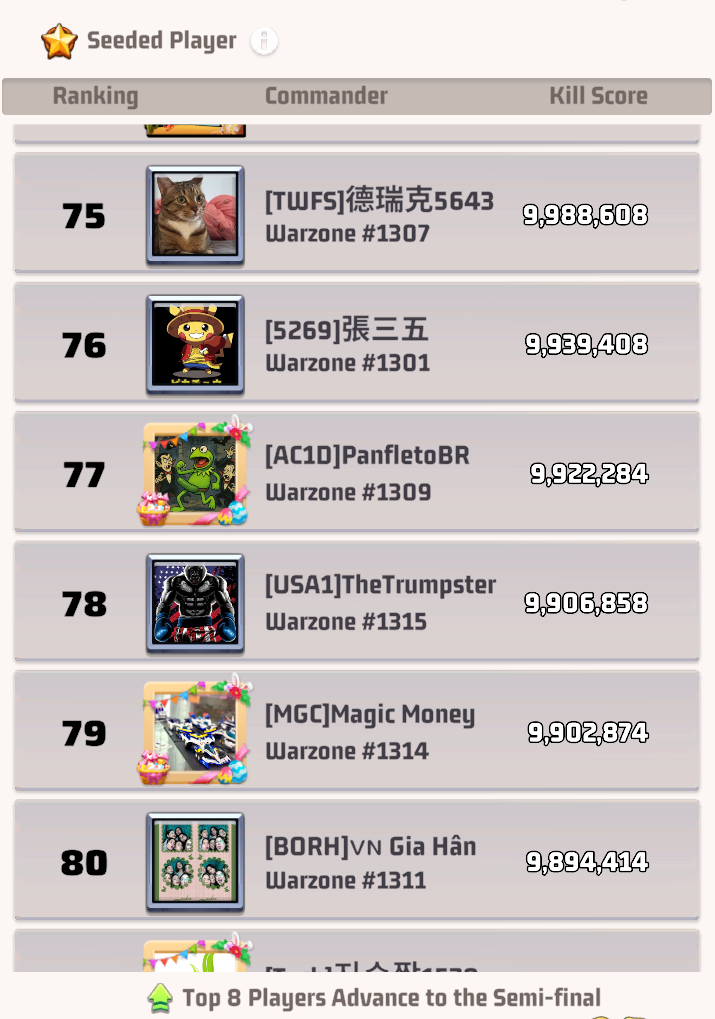 Seeded Player
Ranking Commander Kill Score
75 [TWFS]德瑞克5643 9,988,608
Warzone #1307
76 [5269]張三五 9,939,408
Warzone #1301
77 [AC1D]PanfletoBR 9,922,284
Warzone #1309
78 [USA1]TheTrumpster 9,906,858
Warzone #1315
79 [MGC]Magic Money 9,902,874
Warzone #1314
80 [BORH]VN Gia Hân 9,894,414
Warzone #1311
Top 8 Players Advance to the Semi-final